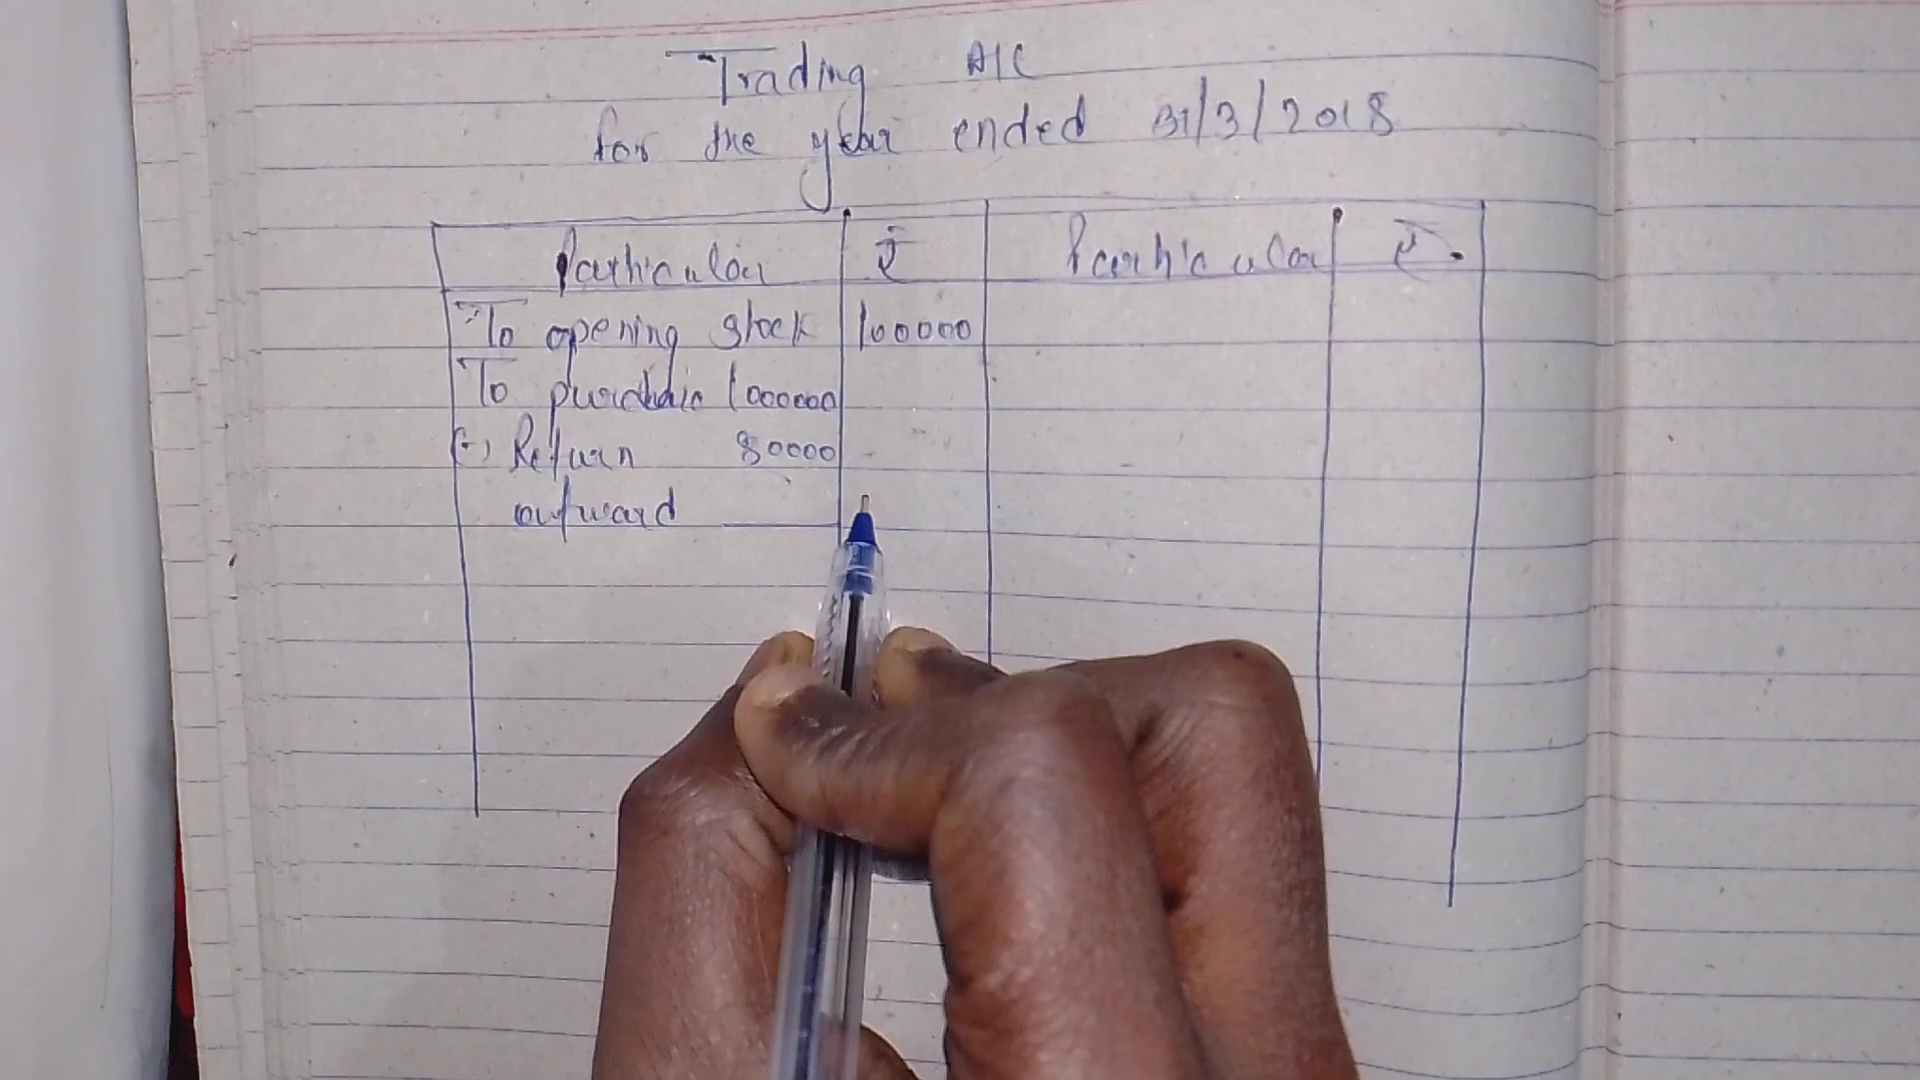 Trading A/C
for the year ended 31/3/2018
Particular ₹ Particular ₹
To opening stock 100000
To purchase 1000000
(-) Return 80000
outward